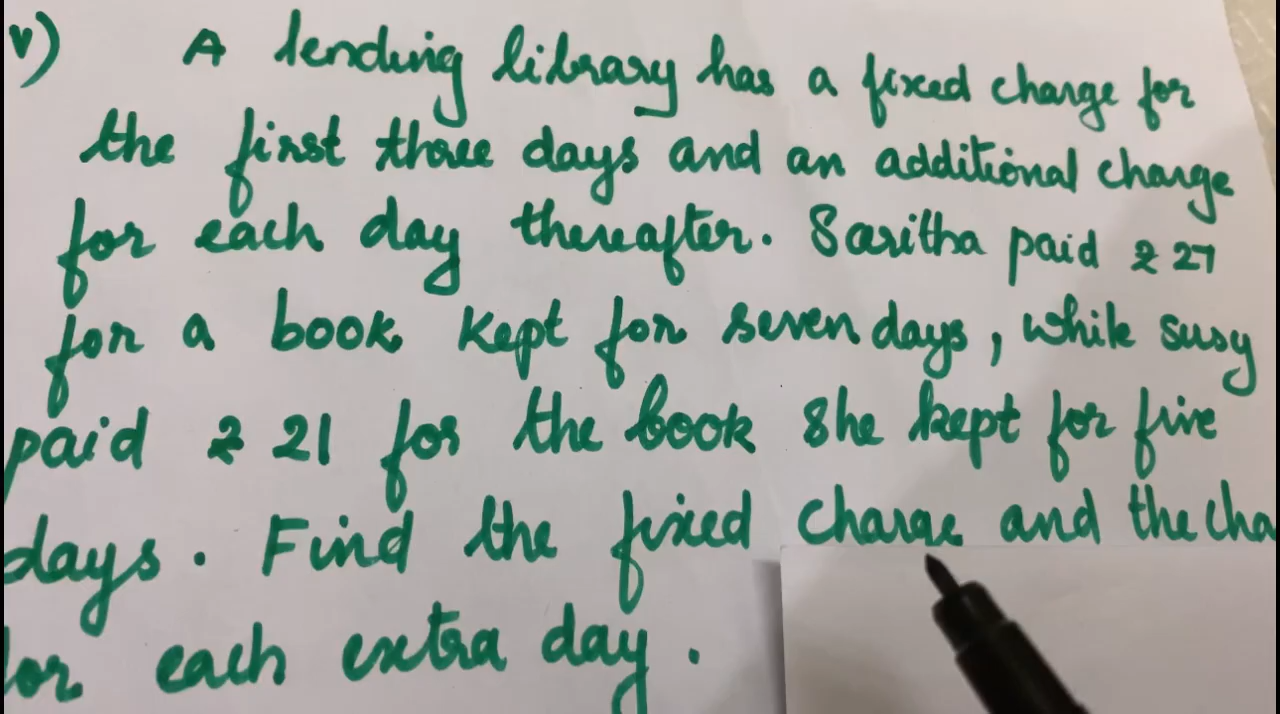 v) A lending library has a fixed charge for
the first three days and an additional charge
for each day thereafter. Saritha paid ₹ 27
for a book kept for seven days, while susy
paid ₹ 21 for the book she kept for five
days. Find the fixed charge and the cha
or each extra day.